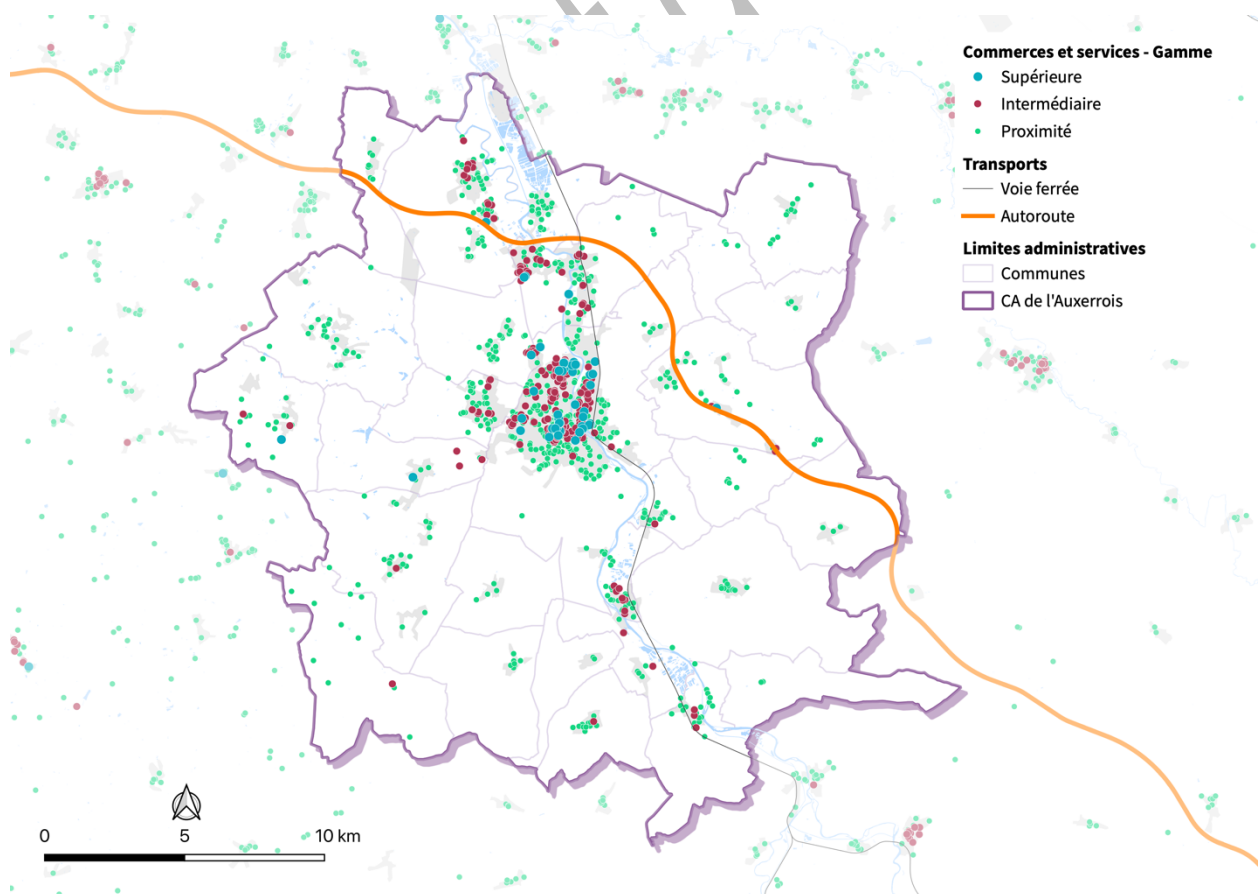 Commerces et services - Gamme
Supérieure
Intermédiaire
Proximité
Transports
Voie ferrée
Autoroute
Limites administratives
Communes
CA de l'Auxerrois
0 5 10 km